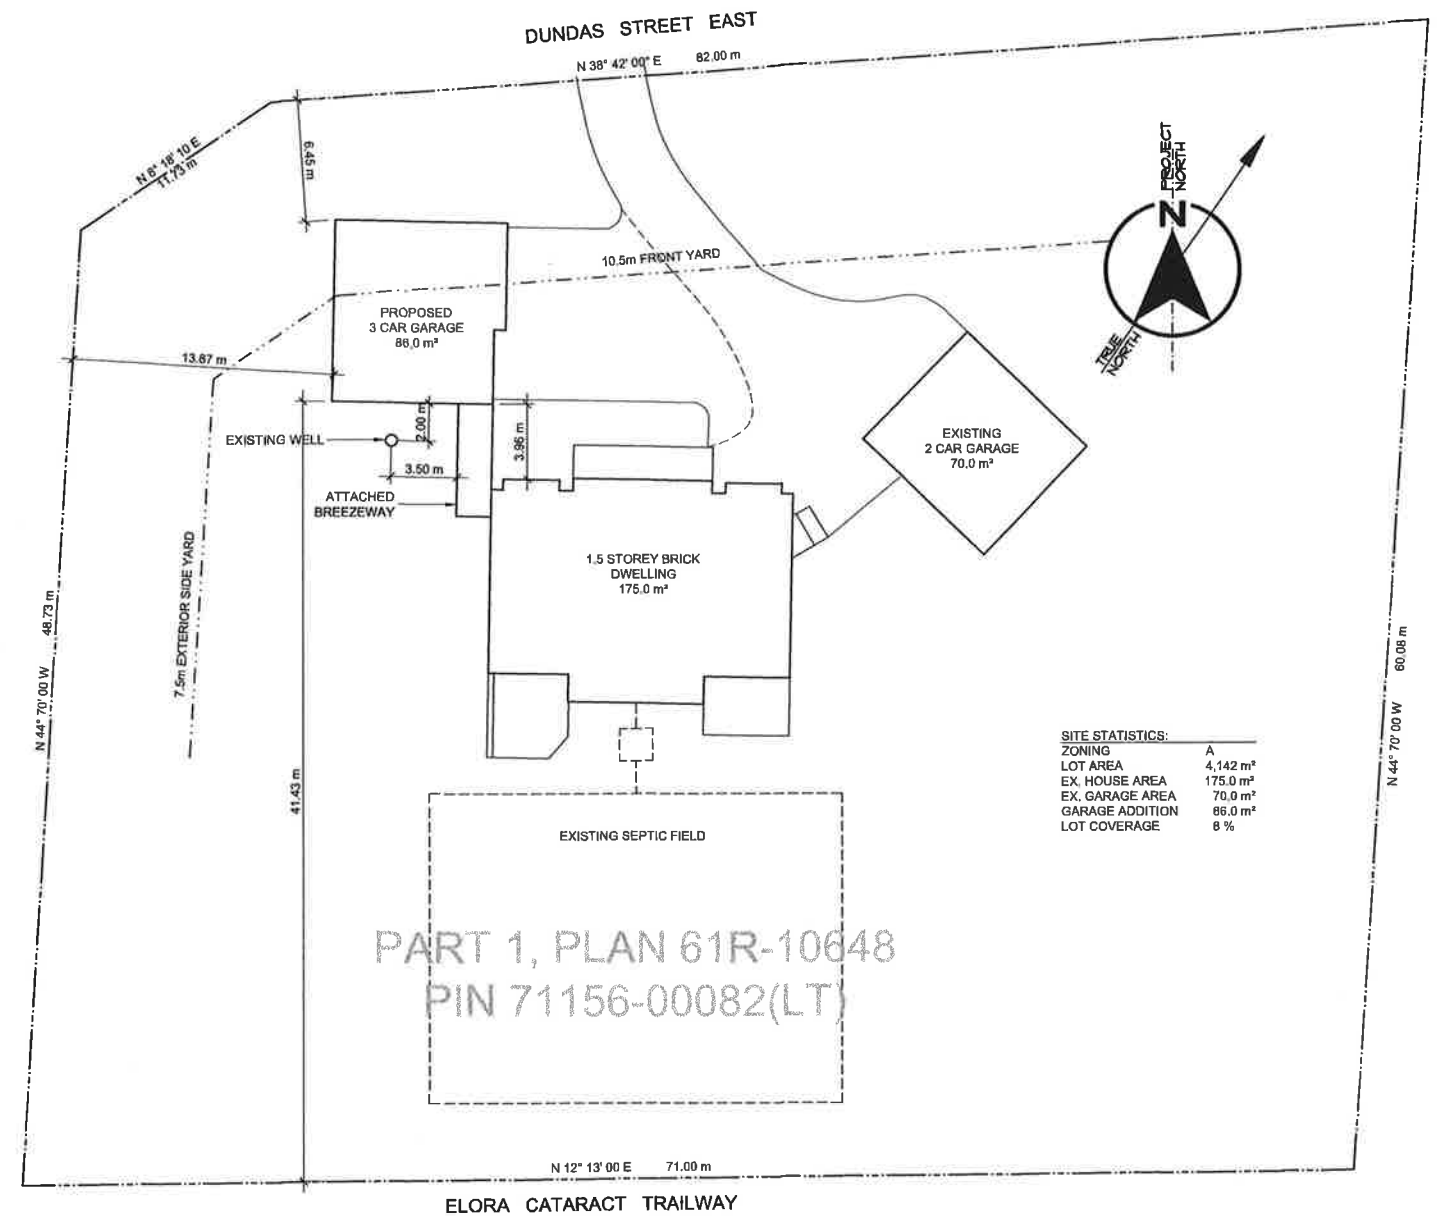 DUNDAS STREET EAST
N 38° 42' 00" E 82.00 m
N 8° 18' 10 E
11.73 m
6.45 m
PROJECT
NORTH
N
TRUE
NORTH
10.5m FRONT YARD
PROPOSED
3 CAR GARAGE
86.0 m²
13.87 m
EXISTING WELL
2.00 m
3.96 m
3.50 m
ATTACHED
BREEZEWAY
EXISTING
2 CAR GARAGE
70.0 m²
1.5 STOREY BRICK
DWELLING
175.0 m²
7.5m EXTERIOR SIDE YARD
N 44° 70' 00 W 48.73 m
N 44° 70' 00 W 60.08 m
41.43 m
SITE STATISTICS:
ZONING A
LOT AREA 4,142 m²
EX. HOUSE AREA 175.0 m²
EX. GARAGE AREA 70.0 m²
GARAGE ADDITION 86.0 m²
LOT COVERAGE 8 %
EXISTING SEPTIC FIELD
PART 1, PLAN 61R-10648
PIN 71156-00082(LT)
N 12° 13' 00 E 71.00 m
ELORA CATARACT TRAILWAY